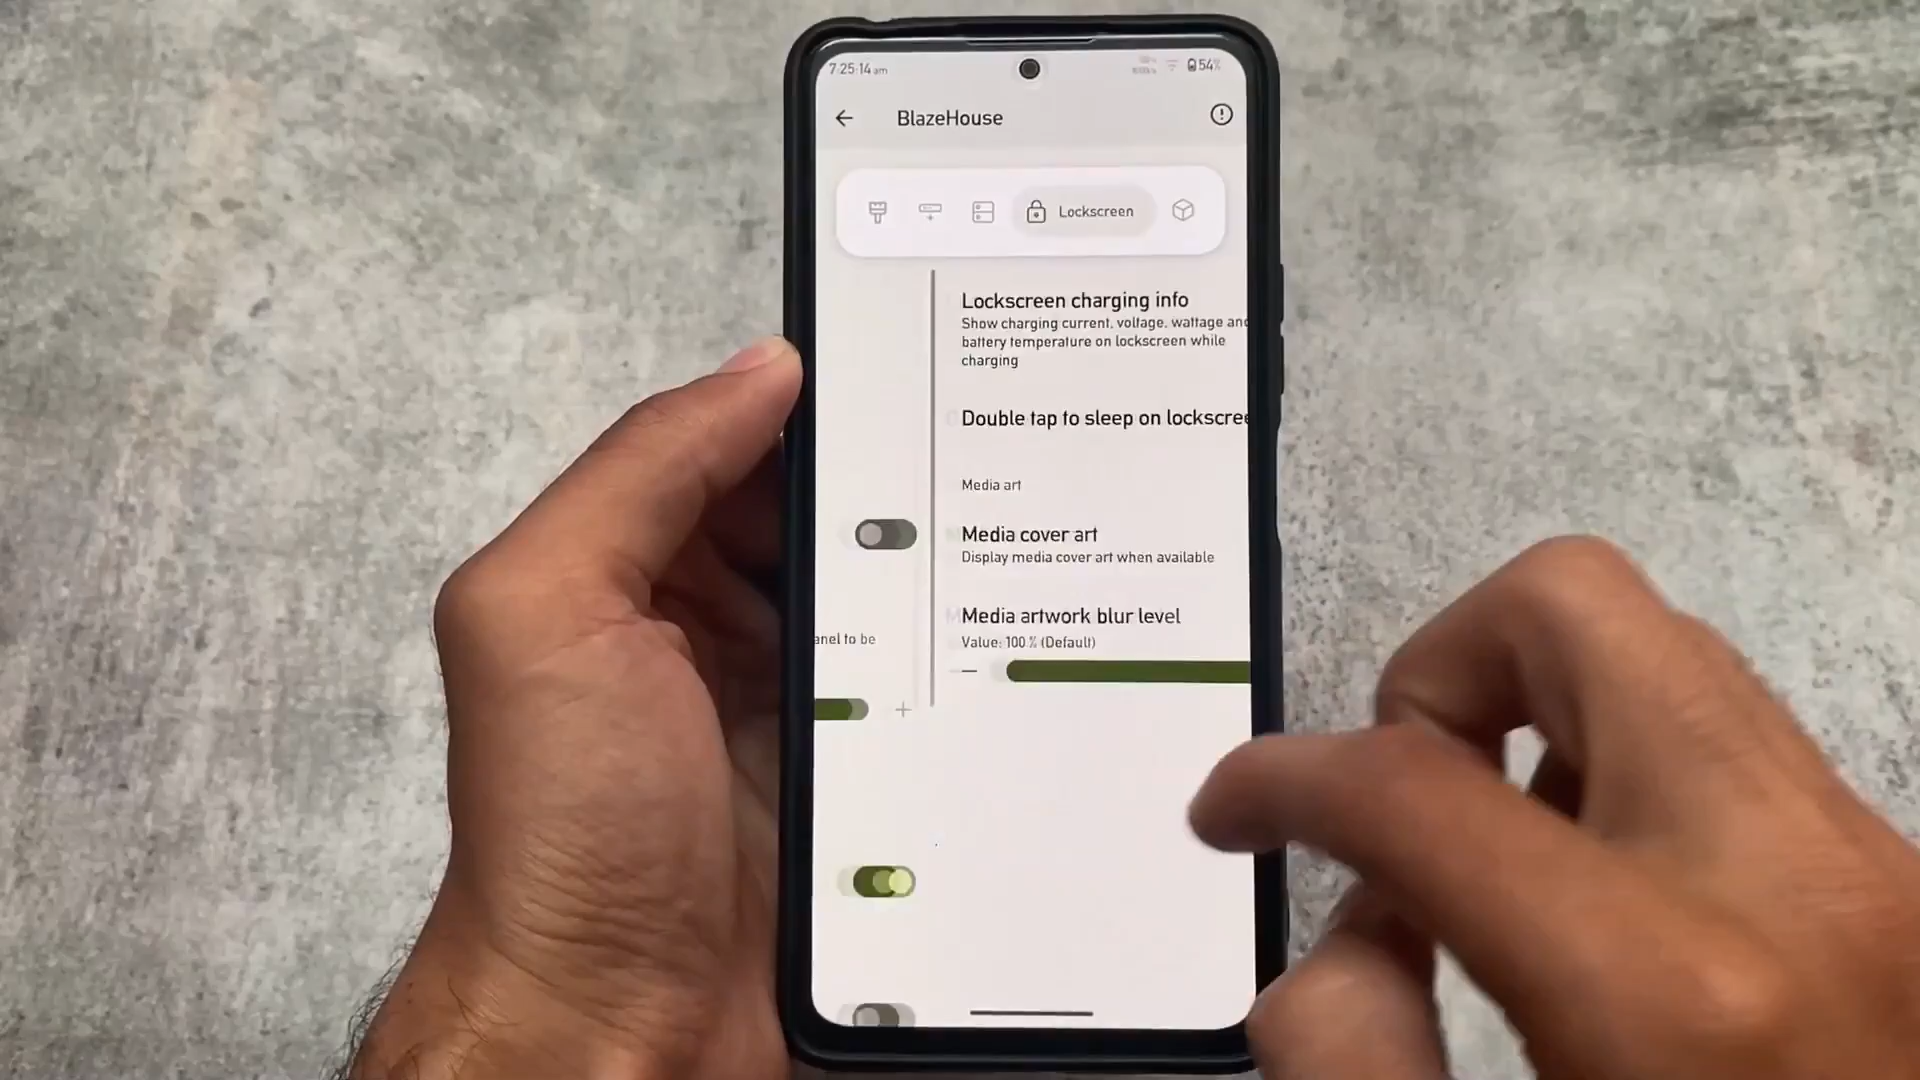 7:25:14 am
54%
BlazeHouse
Lockscreen
Lockscreen charging info
Show charging current, voltage, wattage and
battery temperature on lockscreen while
charging
Double tap to sleep on lockscree
Media art
Media cover art
Display media cover art when available
Media artwork blur level
anel to be
Value: 100 % (Default)